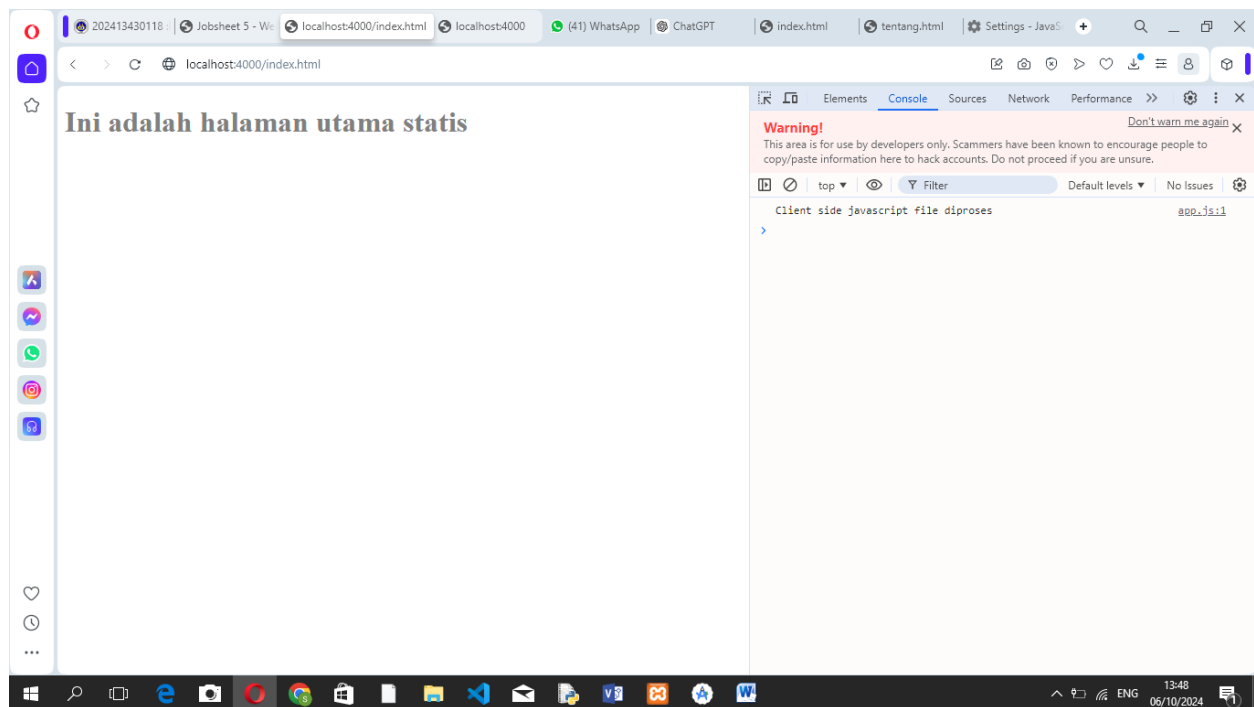 202413430118
Jobsheet 5 - We
localhost:4000/index.html
localhost:4000
(41) WhatsApp
ChatGPT
index.html
tentang.html
Settings - JavaS
localhost:4000/index.html
Ini adalah halaman utama statis
Elements
Console
Sources
Network
Performance
Warning!
Don't warn me again
This area is for use by developers only. Scammers have been known to encourage people to
copy/paste information here to hack accounts. Do not proceed if you are unsure.
top
Filter
Default levels
No Issues
Client side javascript file diproses
app.js:1
ENG
13:48
06/10/2024